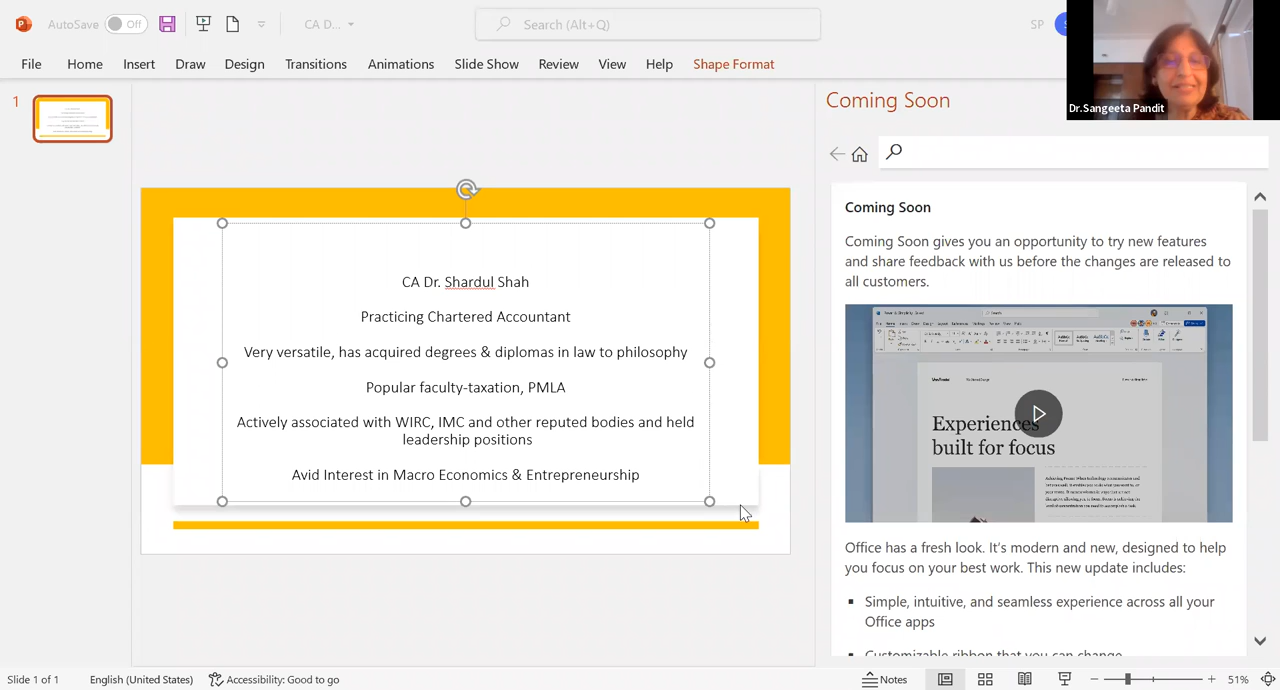 AutoSave Off CA D... Search (Alt+Q) SP
File Home Insert Draw Design Transitions Animations Slide Show Review View Help Shape Format
Dr.Sangeeta Pandit
1
CA Dr. Shardul Shah
Practicing Chartered Accountant
Very versatile, has acquired degrees & diplomas in law to philosophy
Popular faculty-taxation, PMLA
Actively associated with WIRC, IMC and other reputed bodies and held
leadership positions
Avid Interest in Macro Economics & Entrepreneurship
Coming Soon
Coming Soon
Coming Soon gives you an opportunity to try new features
and share feedback with us before the changes are released to
all customers.
Experiences
built for focus
Office has a fresh look. It's modern and new, designed to help
you focus on your best work. This new update includes:
▪ Simple, intuitive, and seamless experience across all your
Office apps
▪ Customizable ribbon that you can change
Slide 1 of 1 English (United States) Accessibility: Good to go Notes 51%